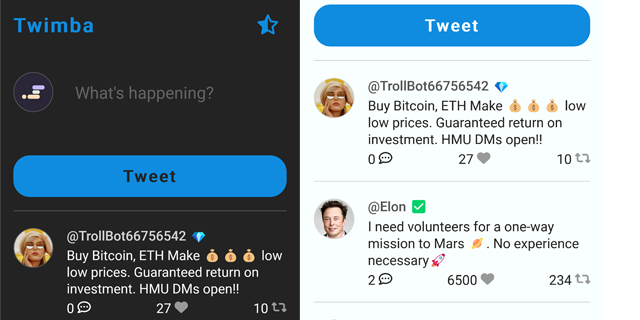 Twimba
What's happening?
Tweet
@TrollBot66756542 💎
Buy Bitcoin, ETH Make 💰 💰 💰 low
low prices. Guaranteed return on
investment. HMU DMs open!!
0 27 10
Tweet
@TrollBot66756542 💎
Buy Bitcoin, ETH Make 💰 💰 💰 low
low prices. Guaranteed return on
investment. HMU DMs open!!
0 27 10
@Elon ✅
I need volunteers for a one-way
mission to Mars 🪐. No experience
necessary🚀
2 6500 234